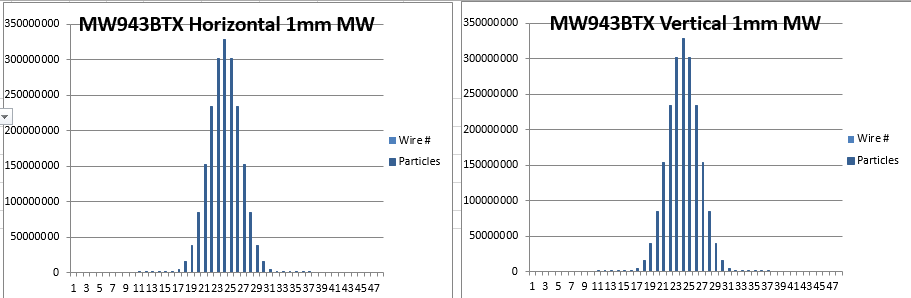 MW943BTX Horizontal 1mm MW
350000000
300000000
250000000
200000000
150000000
100000000
50000000
0
1 3 5 7 9 11 13 15 17 19 21 23 25 27 29 31 33 35 37 39 41 43 45 47
Wire #
Particles
MW943BTX Vertical 1mm MW
350000000
300000000
250000000
200000000
150000000
100000000
50000000
0
1 3 5 7 9 11 13 15 17 19 21 23 25 27 29 31 33 35 37 39 41 43 45 47
Wire #
Particles